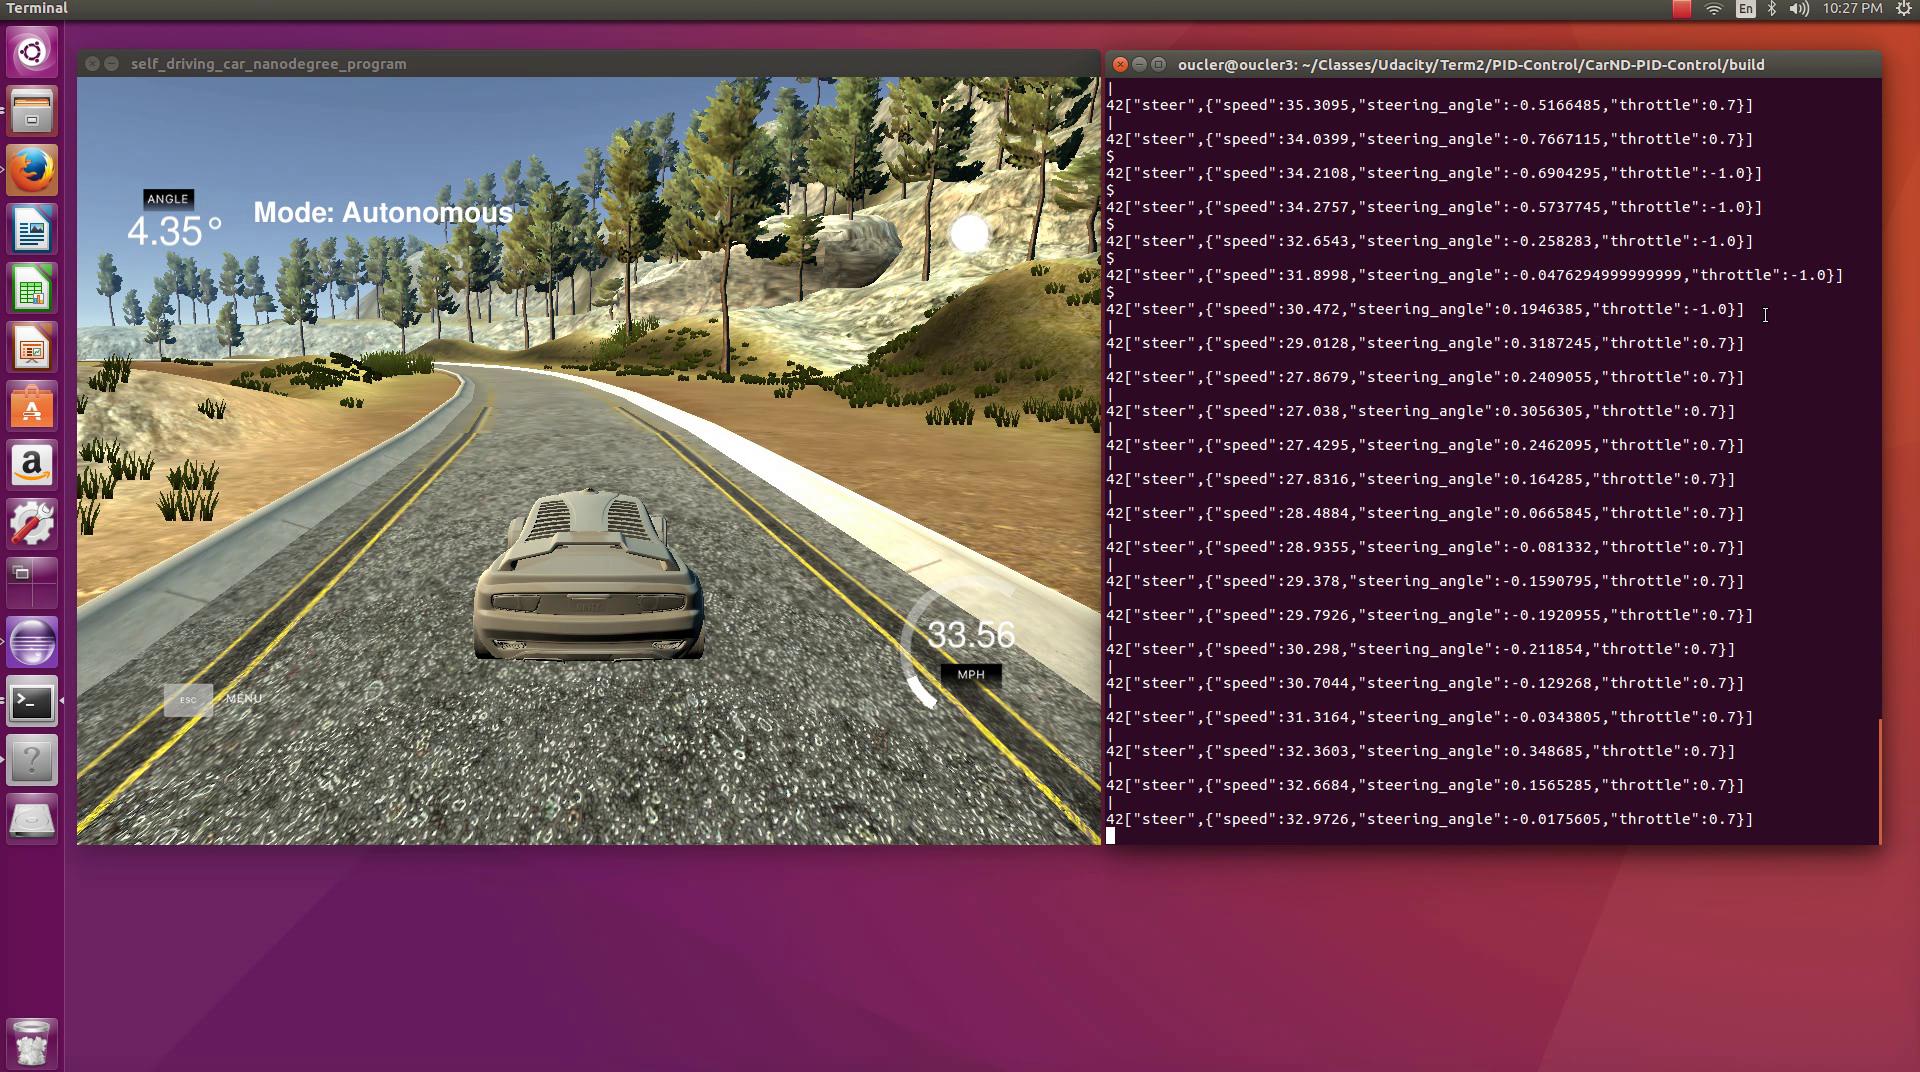 Terminal
En
10:27 PM
self_driving_car_nanodegree_program
ANGLE
4.35°
Mode: Autonomous
33.56
MPH
ESC
MENU
oucler@oucler3: ~/Classes/Udacity/Term2/PID-Control/CarND-PID-Control/build
|
42["steer",{"speed":35.3095,"steering_angle":-0.5166485,"throttle":0.7}]
|
42["steer",{"speed":34.0399,"steering_angle":-0.7667115,"throttle":0.7}]
$
42["steer",{"speed":34.2108,"steering_angle":-0.6904295,"throttle":-1.0}]
$
42["steer",{"speed":34.2757,"steering_angle":-0.5737745,"throttle":-1.0}]
$
42["steer",{"speed":32.6543,"steering_angle":-0.258283,"throttle":-1.0}]
$
42["steer",{"speed":31.8998,"steering_angle":-0.0476294999999999,"throttle":-1.0}]
$
42["steer",{"speed":30.472,"steering_angle":0.1946385,"throttle":-1.0}]
|
42["steer",{"speed":29.0128,"steering_angle":0.3187245,"throttle":0.7}]
|
42["steer",{"speed":27.8679,"steering_angle":0.2409055,"throttle":0.7}]
|
42["steer",{"speed":27.038,"steering_angle":0.3056305,"throttle":0.7}]
|
42["steer",{"speed":27.4295,"steering_angle":0.2462095,"throttle":0.7}]
|
42["steer",{"speed":27.8316,"steering_angle":0.164285,"throttle":0.7}]
|
42["steer",{"speed":28.4884,"steering_angle":0.0665845,"throttle":0.7}]
|
42["steer",{"speed":28.9355,"steering_angle":-0.081332,"throttle":0.7}]
|
42["steer",{"speed":29.378,"steering_angle":-0.1590795,"throttle":0.7}]
|
42["steer",{"speed":29.7926,"steering_angle":-0.1920955,"throttle":0.7}]
|
42["steer",{"speed":30.298,"steering_angle":-0.211854,"throttle":0.7}]
|
42["steer",{"speed":30.7044,"steering_angle":-0.129268,"throttle":0.7}]
|
42["steer",{"speed":31.3164,"steering_angle":-0.0343805,"throttle":0.7}]
|
42["steer",{"speed":32.3603,"steering_angle":0.348685,"throttle":0.7}]
|
42["steer",{"speed":32.6684,"steering_angle":0.1565285,"throttle":0.7}]
|
42["steer",{"speed":32.9726,"steering_angle":-0.0175605,"throttle":0.7}]